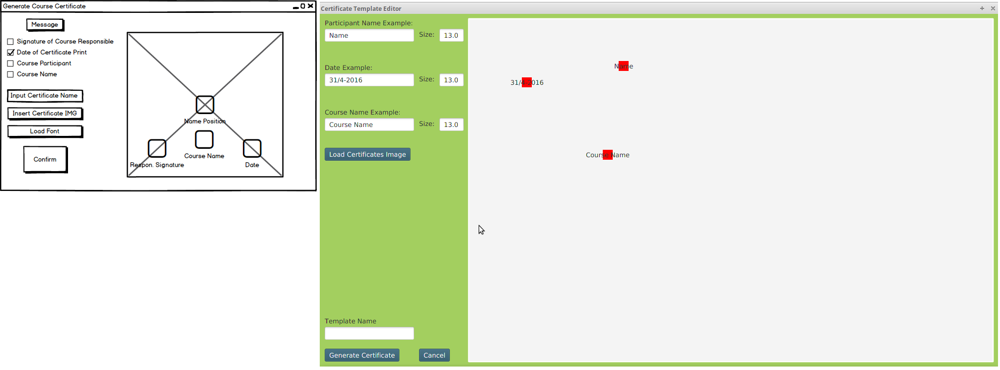 Generate Course Certificate
Message
Signature of Course Responsible
Date of Certificate Print
Course Participant
Course Name
Input Certificate Name
Insert Certificate IMG
Load Font
Confirm
Name Position
Course Name
Respon. Signature
Date
Certificate Template Editor
Participant Name Example:
Name Size: 13.0
Date Example:
31/4-2016 Size: 13.0
Course Name Example:
Course Name Size: 13.0
Load Certificates Image
Template Name
Generate Certificate Cancel
Name
31/4-2016
Course Name